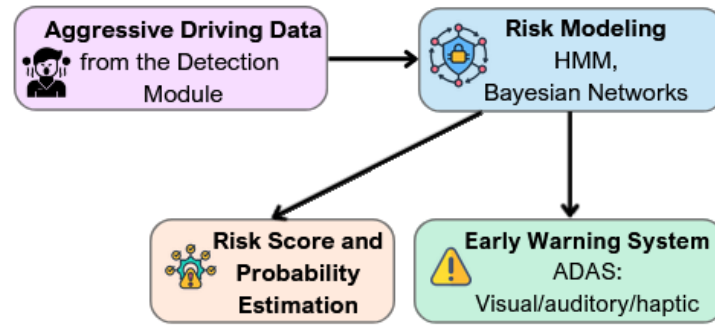 Aggressive Driving Data
from the Detection
Module
Risk Modeling
HMM,
Bayesian Networks
Risk Score and
Probability
Estimation
Early Warning System
ADAS:
Visual/auditory/haptic